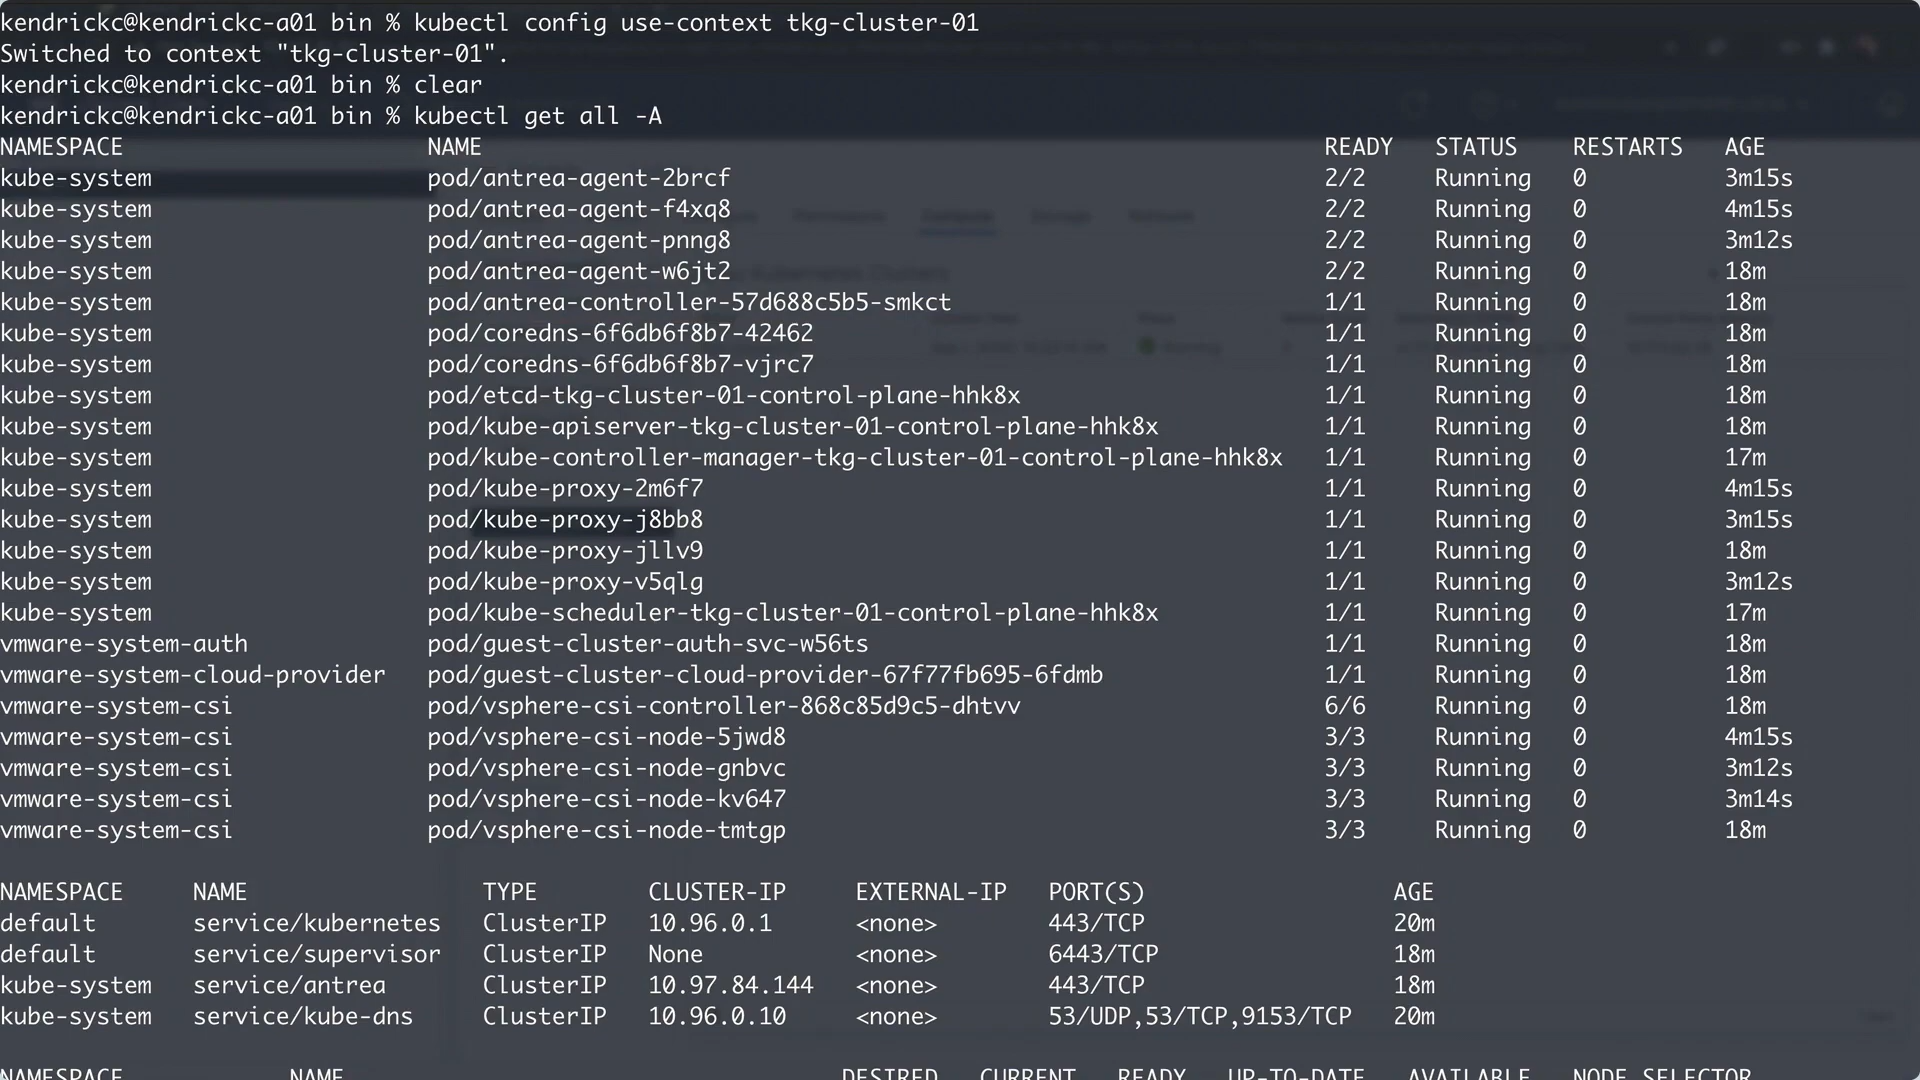 kendrickc@kendrickc-a01 bin % kubectl config use-context tkg-cluster-01
Switched to context "tkg-cluster-01".
kendrickc@kendrickc-a01 bin % clear
kendrickc@kendrickc-a01 bin % kubectl get all -A
NAMESPACE NAME READY STATUS RESTARTS AGE
kube-system pod/antrea-agent-2brcf 2/2 Running 0 3m15s
kube-system pod/antrea-agent-f4xq8 2/2 Running 0 4m15s
kube-system pod/antrea-agent-pnng8 2/2 Running 0 3m12s
kube-system pod/antrea-agent-w6jt2 2/2 Running 0 18m
kube-system pod/antrea-controller-57d688c5b5-smkct 1/1 Running 0 18m
kube-system pod/coredns-6f6db6f8b7-42462 1/1 Running 0 18m
kube-system pod/coredns-6f6db6f8b7-vjrc7 1/1 Running 0 18m
kube-system pod/etcd-tkg-cluster-01-control-plane-hhk8x 1/1 Running 0 18m
kube-system pod/kube-apiserver-tkg-cluster-01-control-plane-hhk8x 1/1 Running 0 18m
kube-system pod/kube-controller-manager-tkg-cluster-01-control-plane-hhk8x 1/1 Running 0 17m
kube-system pod/kube-proxy-2m6f7 1/1 Running 0 4m15s
kube-system pod/kube-proxy-j8bb8 1/1 Running 0 3m15s
kube-system pod/kube-proxy-jllv9 1/1 Running 0 18m
kube-system pod/kube-proxy-v5qlg 1/1 Running 0 3m12s
kube-system pod/kube-scheduler-tkg-cluster-01-control-plane-hhk8x 1/1 Running 0 17m
vmware-system-auth pod/guest-cluster-auth-svc-w56ts 1/1 Running 0 18m
vmware-system-cloud-provider pod/guest-cluster-cloud-provider-67f77fb695-6fdmb 1/1 Running 0 18m
vmware-system-csi pod/vsphere-csi-controller-868c85d9c5-dhtvv 6/6 Running 0 18m
vmware-system-csi pod/vsphere-csi-node-5jwd8 3/3 Running 0 4m15s
vmware-system-csi pod/vsphere-csi-node-gnbvc 3/3 Running 0 3m12s
vmware-system-csi pod/vsphere-csi-node-kv647 3/3 Running 0 3m14s
vmware-system-csi pod/vsphere-csi-node-tmtgp 3/3 Running 0 18m
NAMESPACE NAME TYPE CLUSTER-IP EXTERNAL-IP PORT(S) AGE
default service/kubernetes ClusterIP 10.96.0.1 <none> 443/TCP 20m
default service/supervisor ClusterIP None <none> 6443/TCP 18m
kube-system service/antrea ClusterIP 10.97.84.144 <none> 443/TCP 18m
kube-system service/kube-dns ClusterIP 10.96.0.10 <none> 53/UDP,53/TCP,9153/TCP 20m
NAMESPACE NAME DESIRED CURRENT READY UP-TO-DATE AVAILABLE NODE SELECTOR